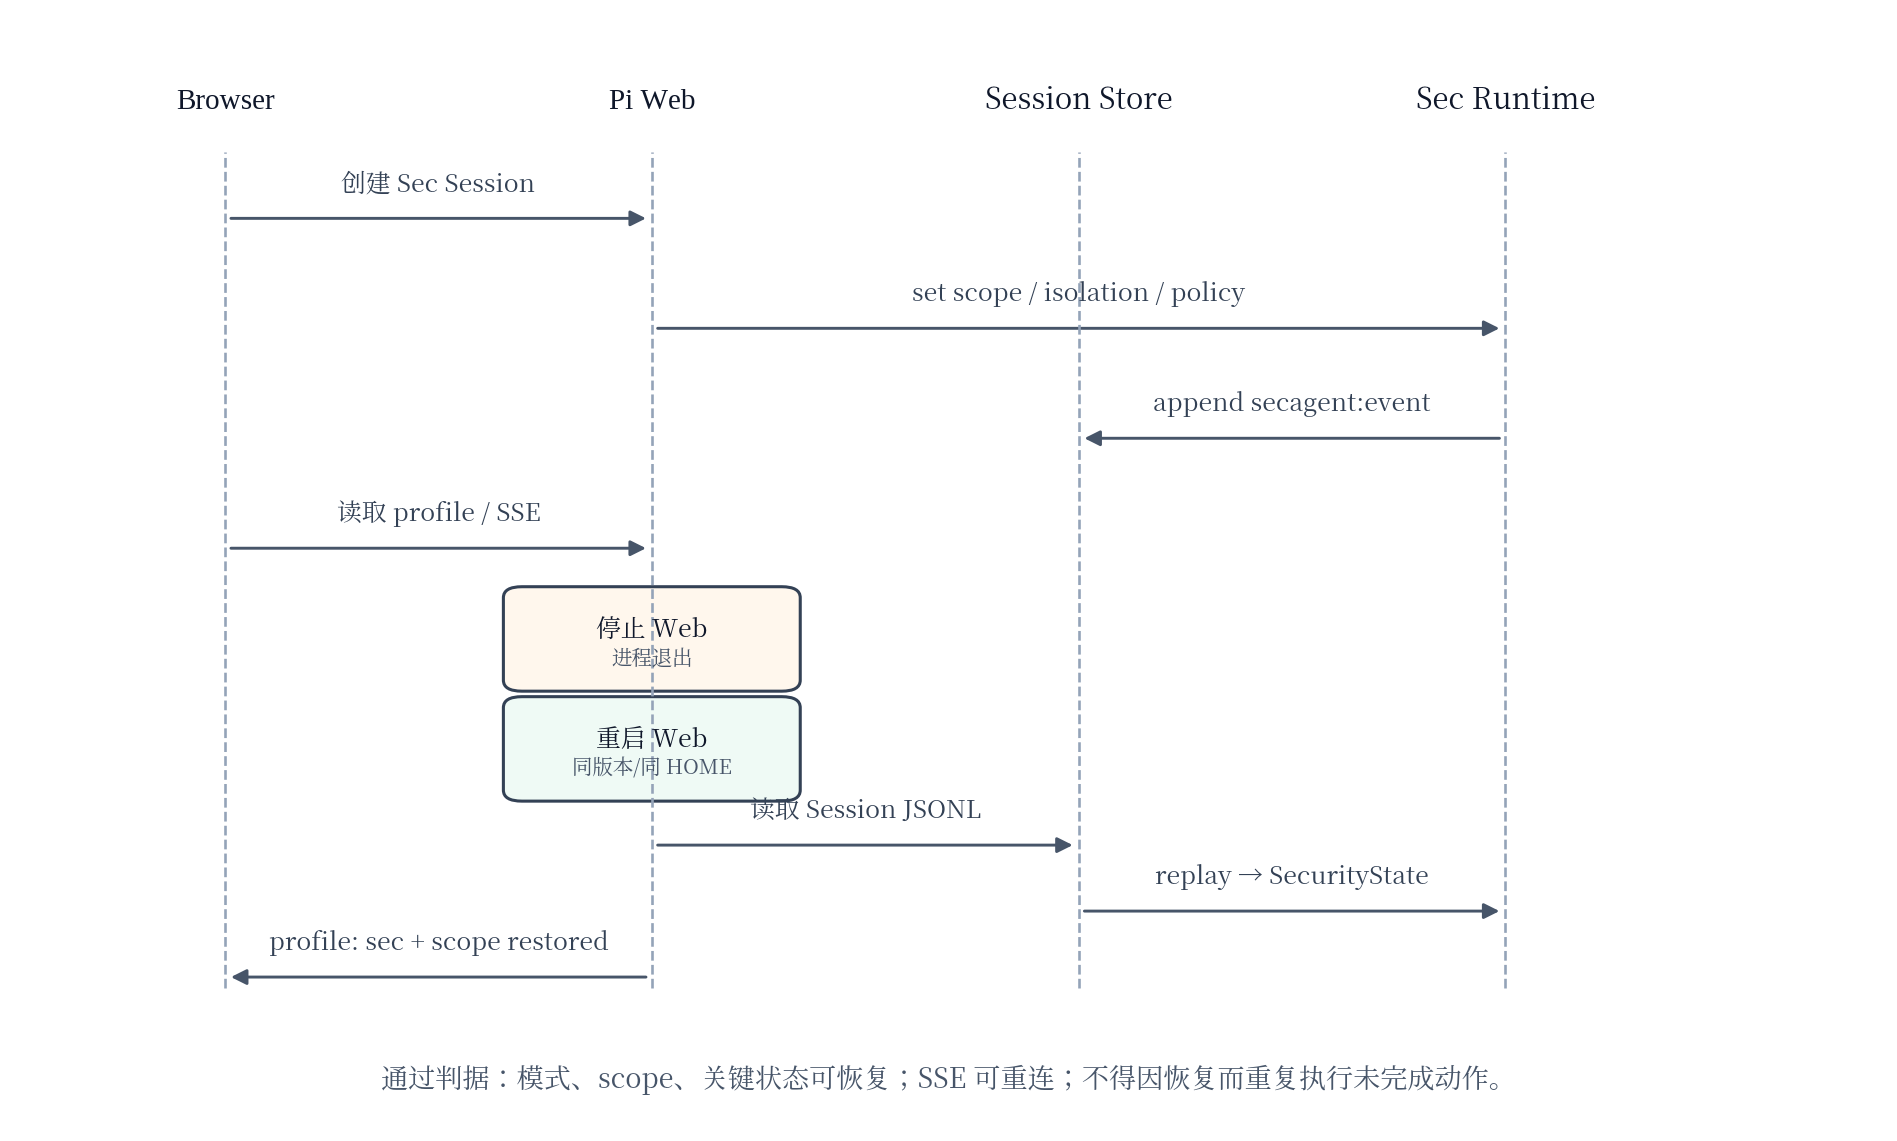 Browser
Pi Web
Session Store
Sec Runtime
创建 Sec Session
set scope / isolation / policy
append secagent:event
读取 profile / SSE
停止 Web
进程退出
重启 Web
同版本/同 HOME
读取 Session JSONL
replay → SecurityState
profile: sec + scope restored
通过判据：模式、scope、关键状态可恢复；SSE 可重连；不得因恢复而重复执行未完成动作。